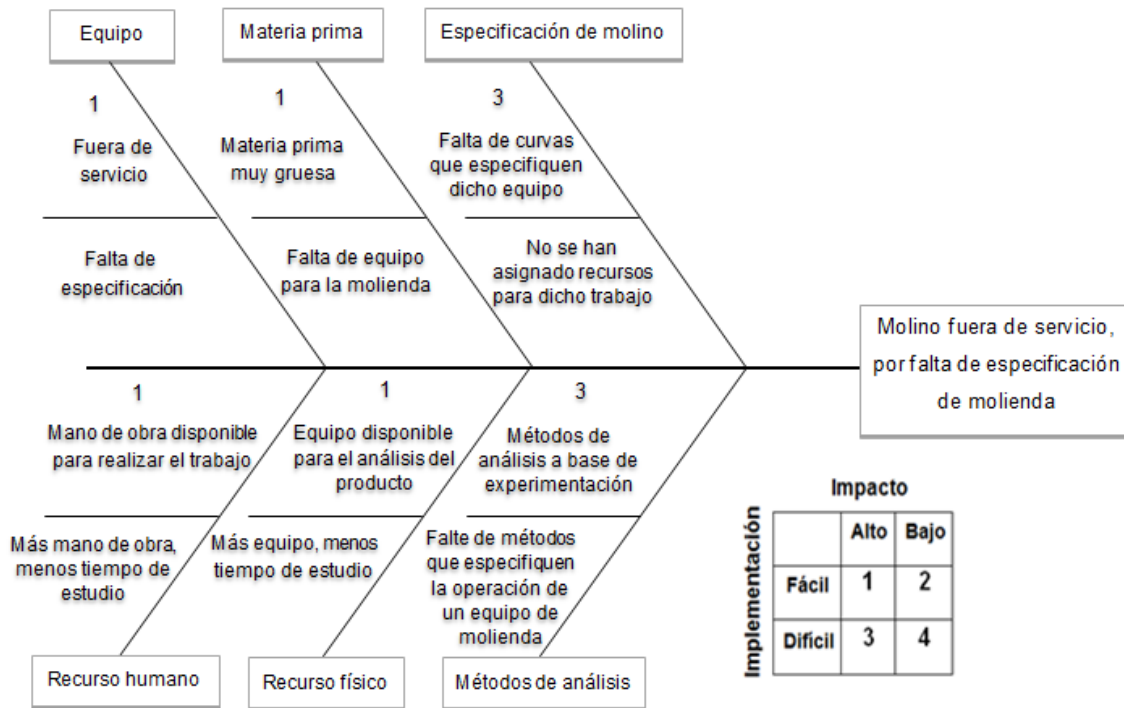 Equipo
Materia prima
Especificación de molino
1
1
3
Fuera de
servicio
Materia prima
muy gruesa
Falta de curvas
que especifiquen
dicho equipo
Falta de
especificación
Falta de equipo
para la molienda
No se han
asignado recursos
para dicho trabajo
Molino fuera de servicio,
por falta de especificación
de molienda
1
1
3
Mano de obra disponible
para realizar el trabajo
Equipo disponible
para el análisis del
producto
Métodos de
análisis a base de
experimentación
Más mano de obra,
menos tiempo de
estudio
Más equipo, menos
tiempo de estudio
Falte de métodos
que especifiquen
la operación de
un equipo de
molienda
Recurso humano
Recurso físico
Métodos de análisis
Impacto
Implementación
Alto Bajo
Fácil 1 2
Difícil 3 4